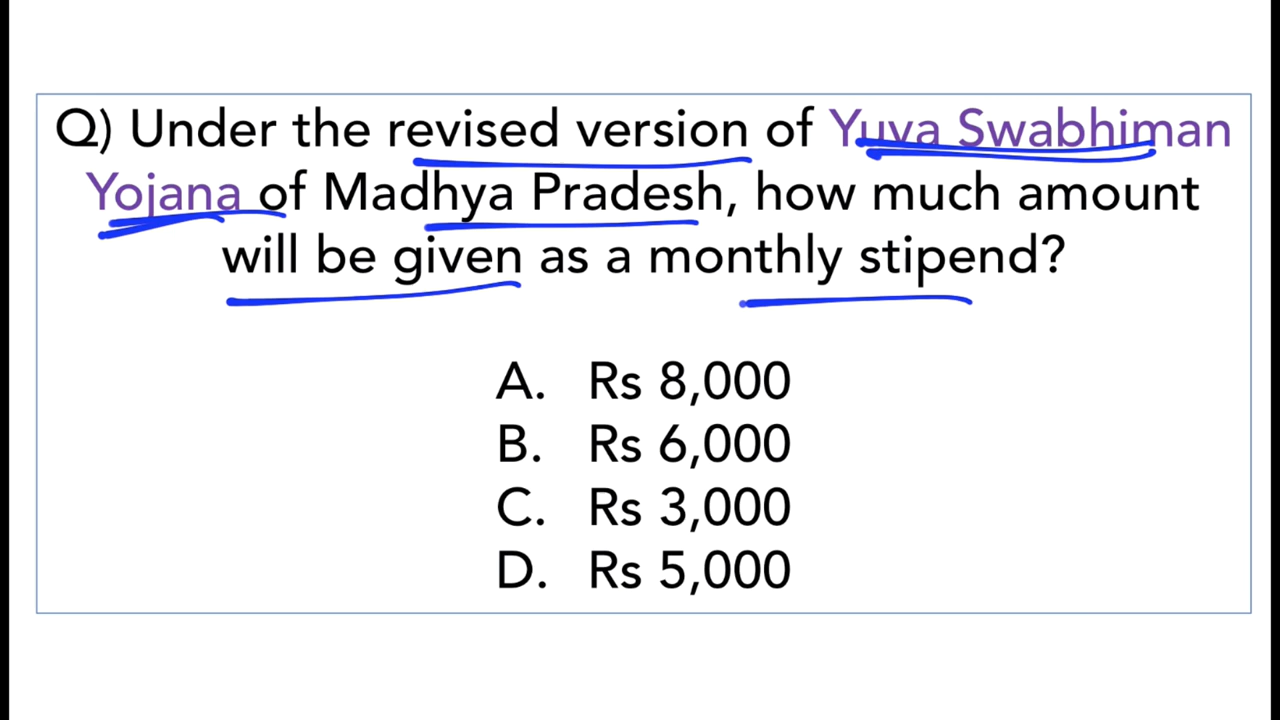 Q) Under the revised version of Yuva Swabhiman
Yojana of Madhya Pradesh, how much amount
will be given as a monthly stipend?
A. Rs 8,000
B. Rs 6,000
C. Rs 3,000
D. Rs 5,000